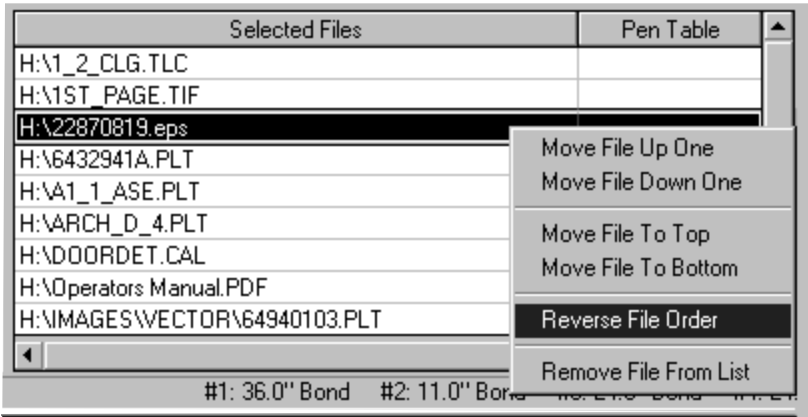 Selected Files Pen Table
H:\1_2_CLG.TLC
H:\1ST_PAGE.TIF
H:\22870819.eps
H:\6432941A.PLT
H:\A1_1_ASE.PLT
H:\ARCH_D_4.PLT
H:\DOORDET.CAL
H:\Operators Manual.PDF
H:\IMAGES\VECTOR\64940103.PLT
Move File Up One
Move File Down One
Move File To Top
Move File To Bottom
Reverse File Order
Remove File From List
#1: 36.0" Bond #2: 11.0"